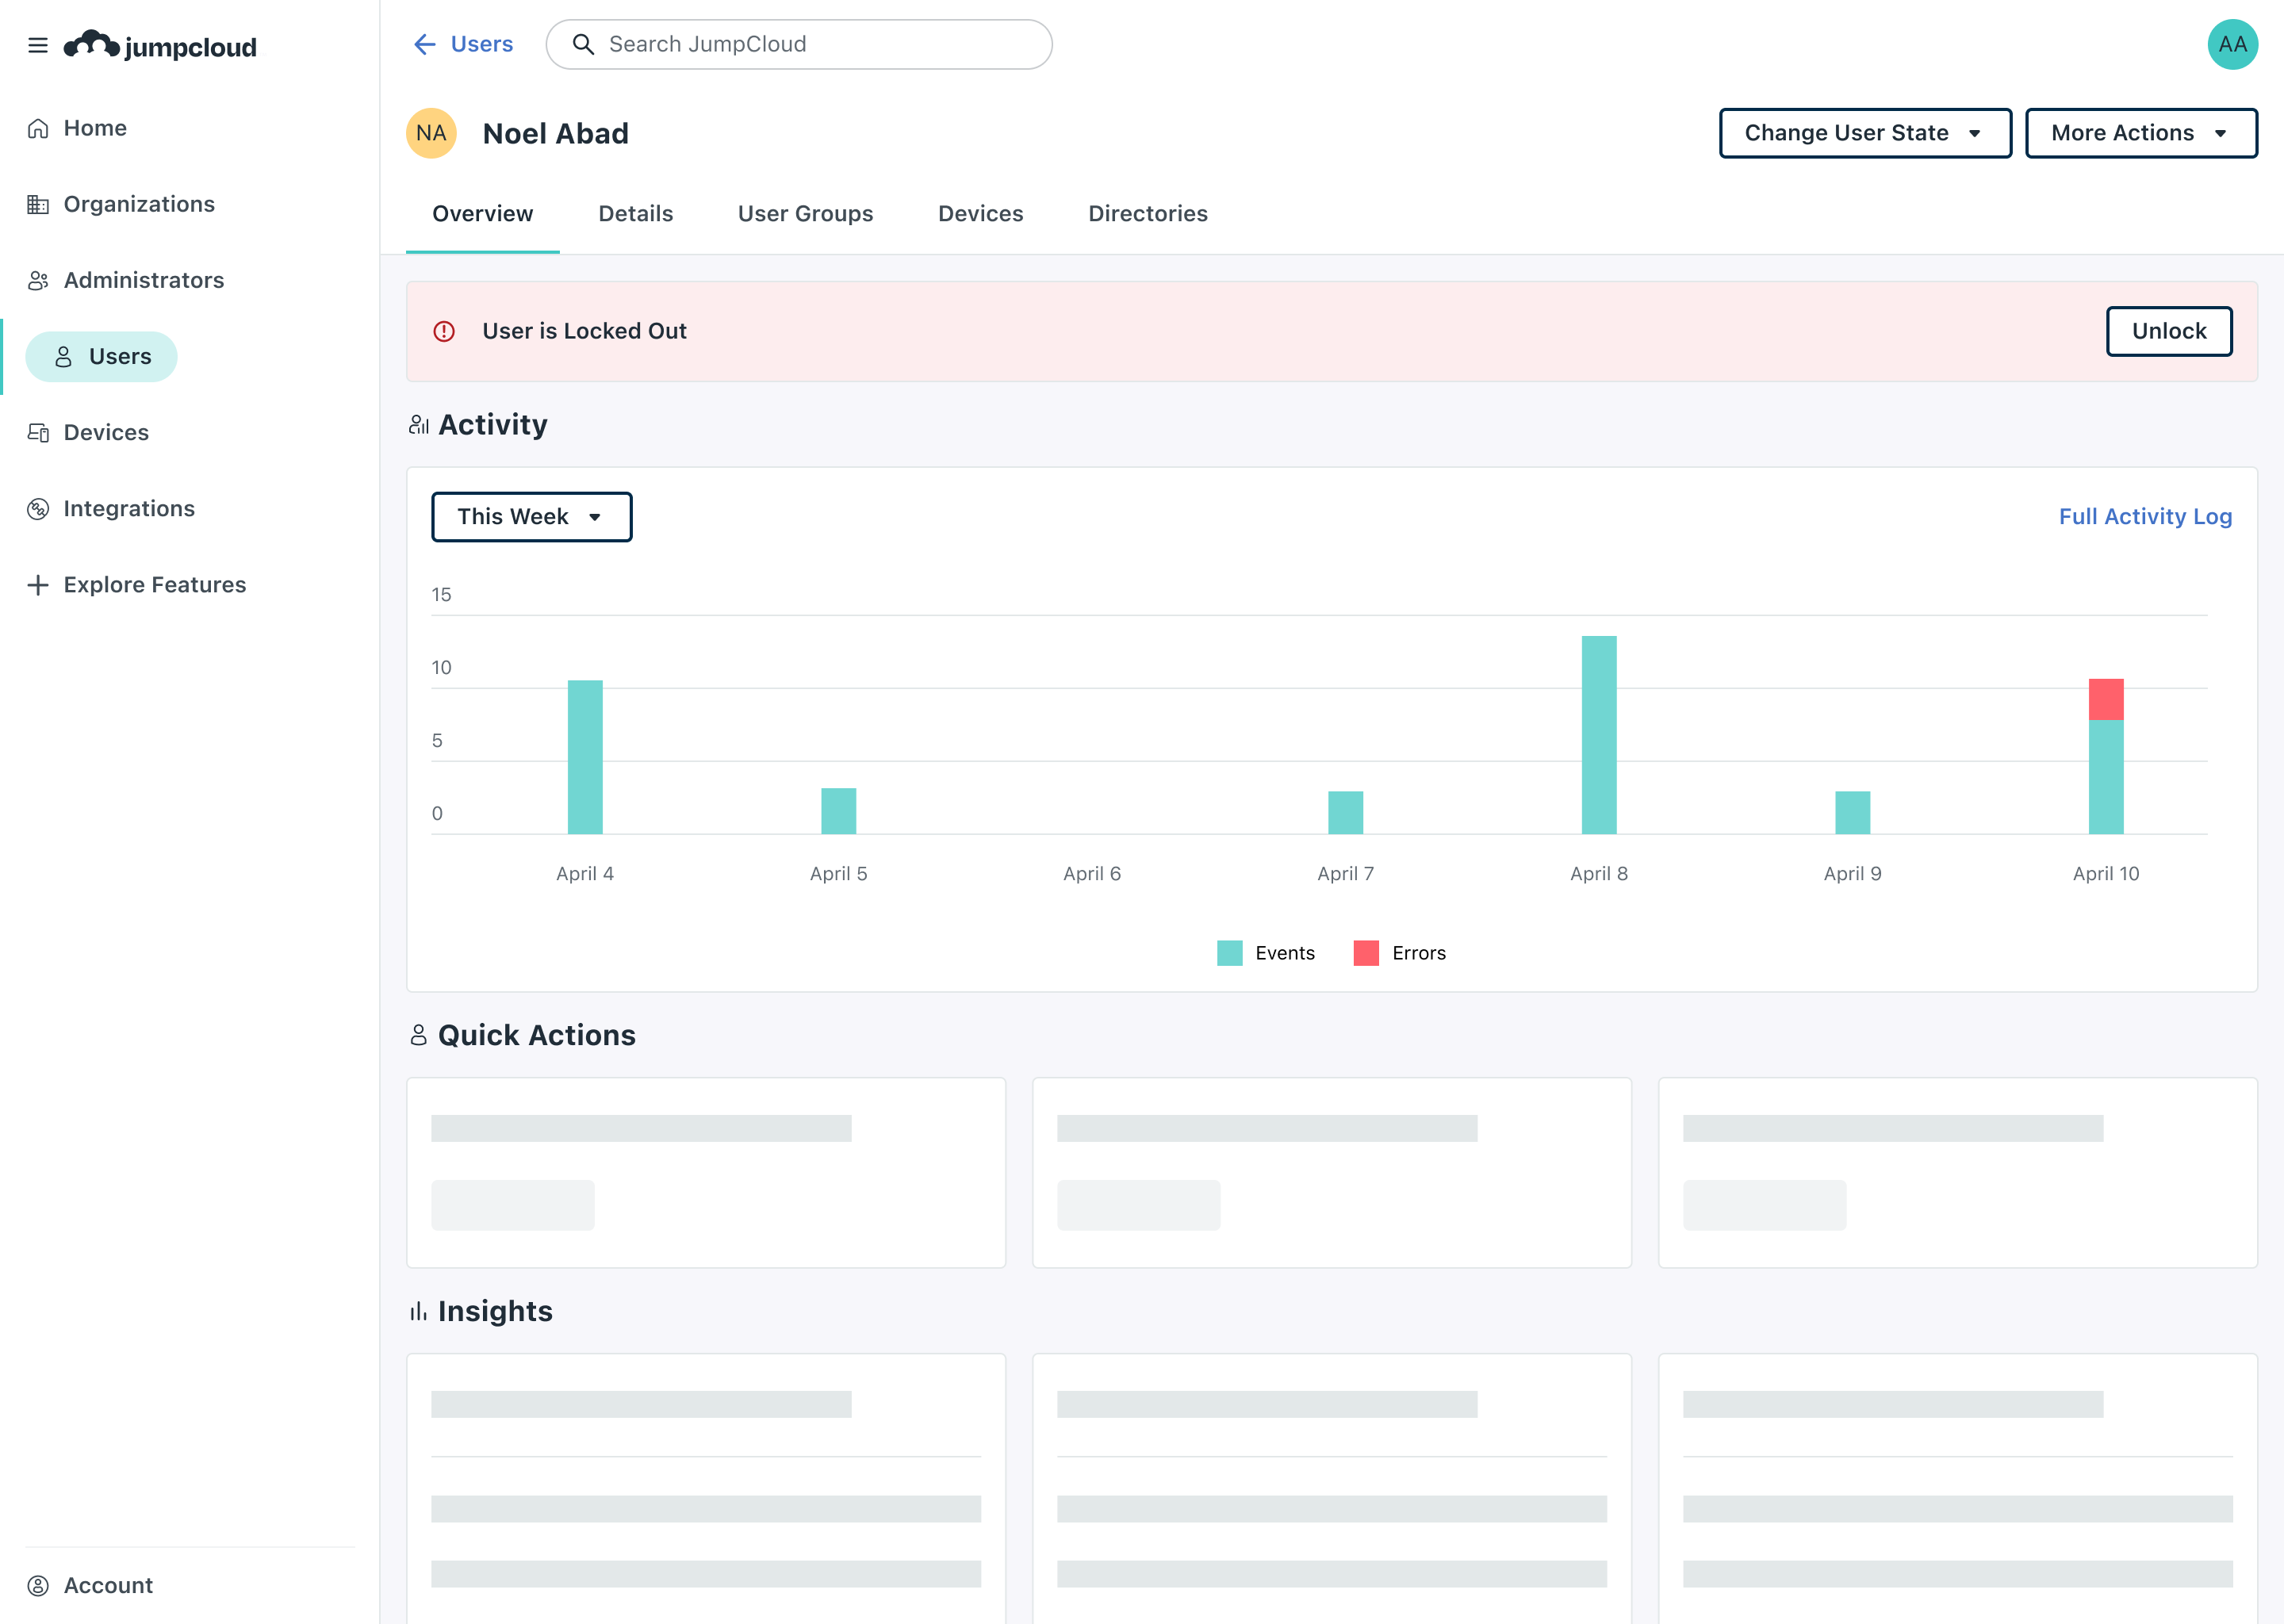 jumpcloud
Home
Organizations
Administrators
Users
Devices
Integrations
Explore Features
Account
Users
Search JumpCloud
AA
NA
Noel Abad
Change User State
More Actions
Overview
Details
User Groups
Devices
Directories
User is Locked Out
Unlock
Activity
This Week
Full Activity Log
15
10
5
0
April 4
April 5
April 6
April 7
April 8
April 9
April 10
Events
Errors
Quick Actions
Insights